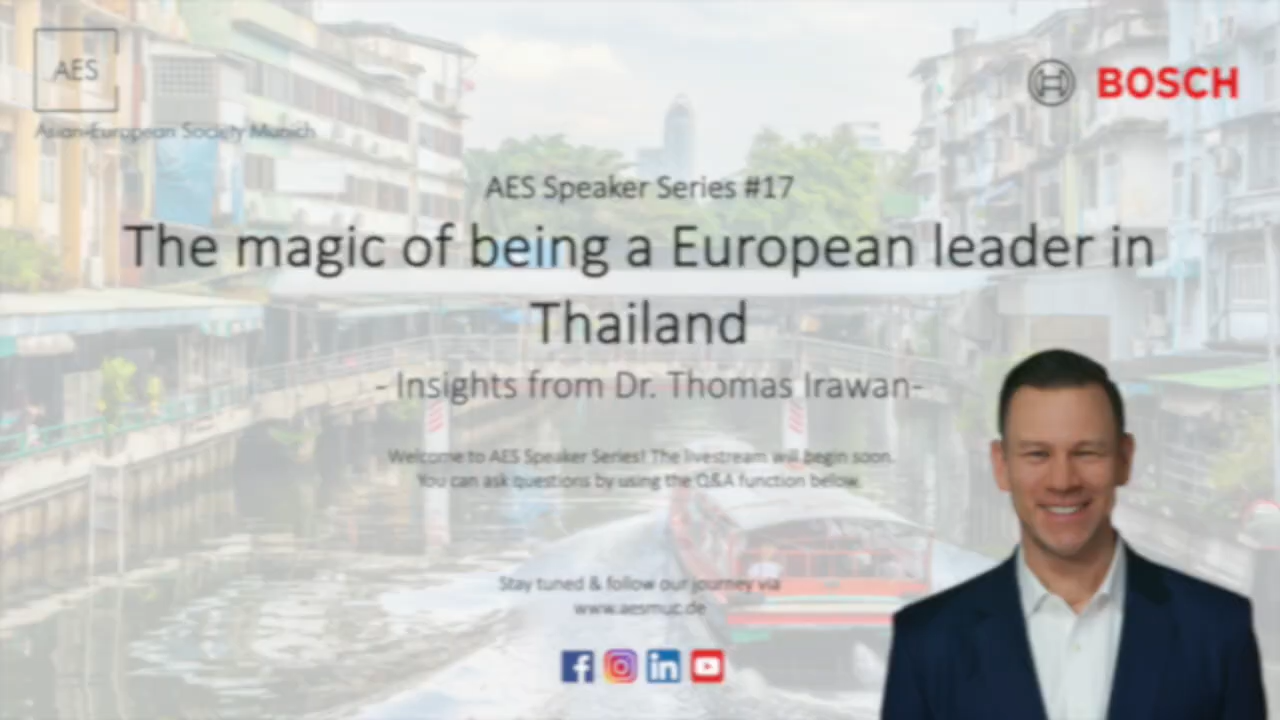 AES
Asian-European Society Munich
BOSCH
AES Speaker Series #17
The magic of being a European leader in
Thailand
- Insights from Dr. Thomas Irawan-
Welcome to AES Speaker Series! The livestream will begin soon.
You can ask questions by using the Q&A function below.
Stay tuned & follow our journey via
www.aesmuc.de